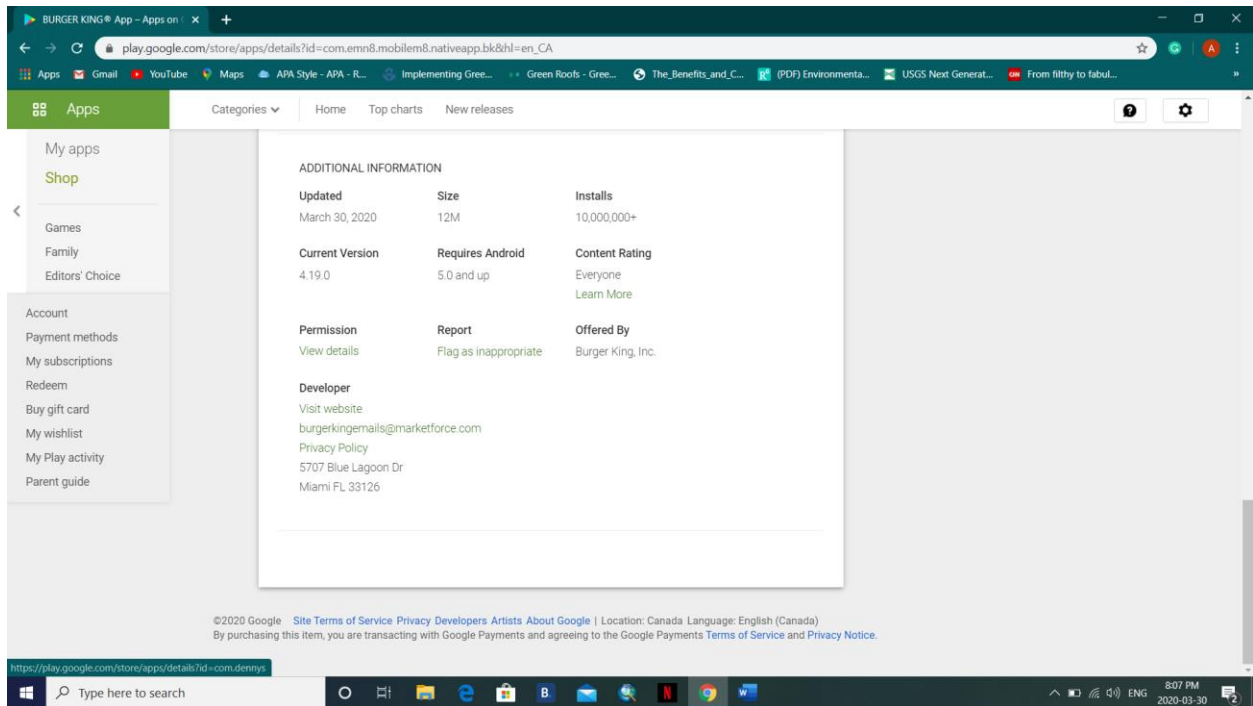 BURGER KING® App – Apps on
play.google.com/store/apps/details?id=com.emn8.mobilem8.nativeapp.bk&hl=en_CA
A
Apps Gmail YouTube Maps APA Style - APA - R... Implementing Gree... Green Roofs - Gree... The_Benefits_and_C... (PDF) Environmenta... USGS Next Generat... From filthy to fabul...
Apps Categories Home Top charts New releases
My apps
Shop
Games
Family
Editors' Choice
Account
Payment methods
My subscriptions
Redeem
Buy gift card
My wishlist
My Play activity
Parent guide
ADDITIONAL INFORMATION
Updated Size Installs
March 30, 2020 12M 10,000,000+
Current Version Requires Android Content Rating
4.19.0 5.0 and up Everyone
Learn More
Permission Report Offered By
View details Flag as inappropriate Burger King, Inc.
Developer
Visit website
burgerkingemails@marketforce.com
Privacy Policy
5707 Blue Lagoon Dr
Miami FL 33126
©2020 Google Site Terms of Service Privacy Developers Artists About Google | Location: Canada Language: English (Canada)
By purchasing this item, you are transacting with Google Payments and agreeing to the Google Payments Terms of Service and Privacy Notice.
https://play.google.com/store/apps/details?id=com.dennys
Type here to search B. N W ENG 8:07 PM
2020-03-30 2